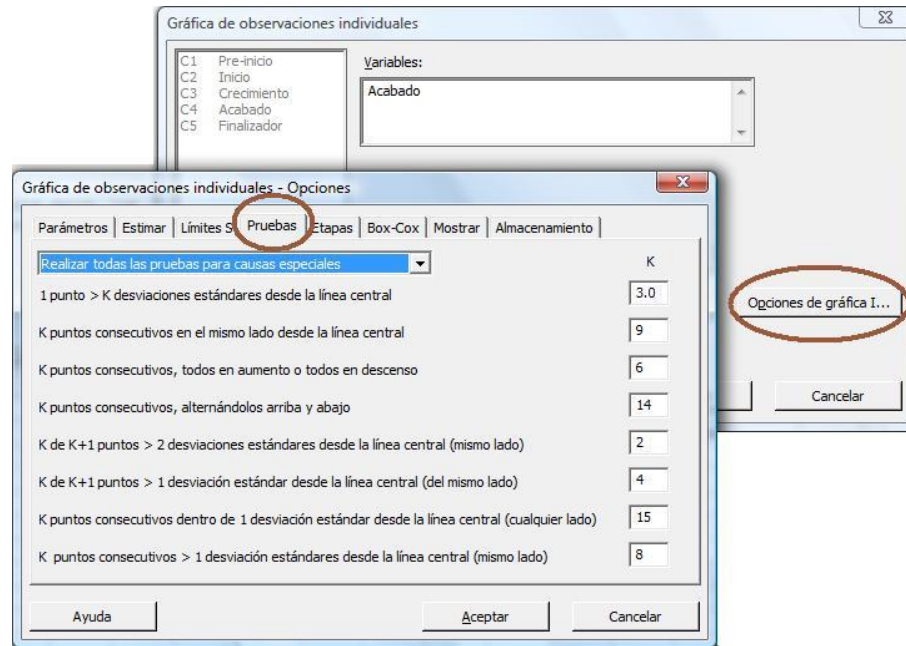 Gráfica de observaciones individuales
C1 Pre-inicio
C2 Inicio
C3 Crecimiento
C4 Acabado
C5 Finalizador
Variables:
Acabado
Opciones de gráfica I...
Cancelar
Gráfica de observaciones individuales - Opciones
Parámetros Estimar Límites S Pruebas Etapas Box-Cox Mostrar Almacenamiento
Realizar todas las pruebas para causas especiales K
1 punto > K desviaciones estándares desde la línea central 3.0
K puntos consecutivos en el mismo lado desde la línea central 9
K puntos consecutivos, todos en aumento o todos en descenso 6
K puntos consecutivos, alternándolos arriba y abajo 14
K de K+1 puntos > 2 desviaciones estándares desde la línea central (mismo lado) 2
K de K+1 puntos > 1 desviación estándar desde la línea central (del mismo lado) 4
K puntos consecutivos dentro de 1 desviación estándar desde la línea central (cualquier lado) 15
K puntos consecutivos > 1 desviación estándares desde la línea central (mismo lado) 8
Ayuda Aceptar Cancelar